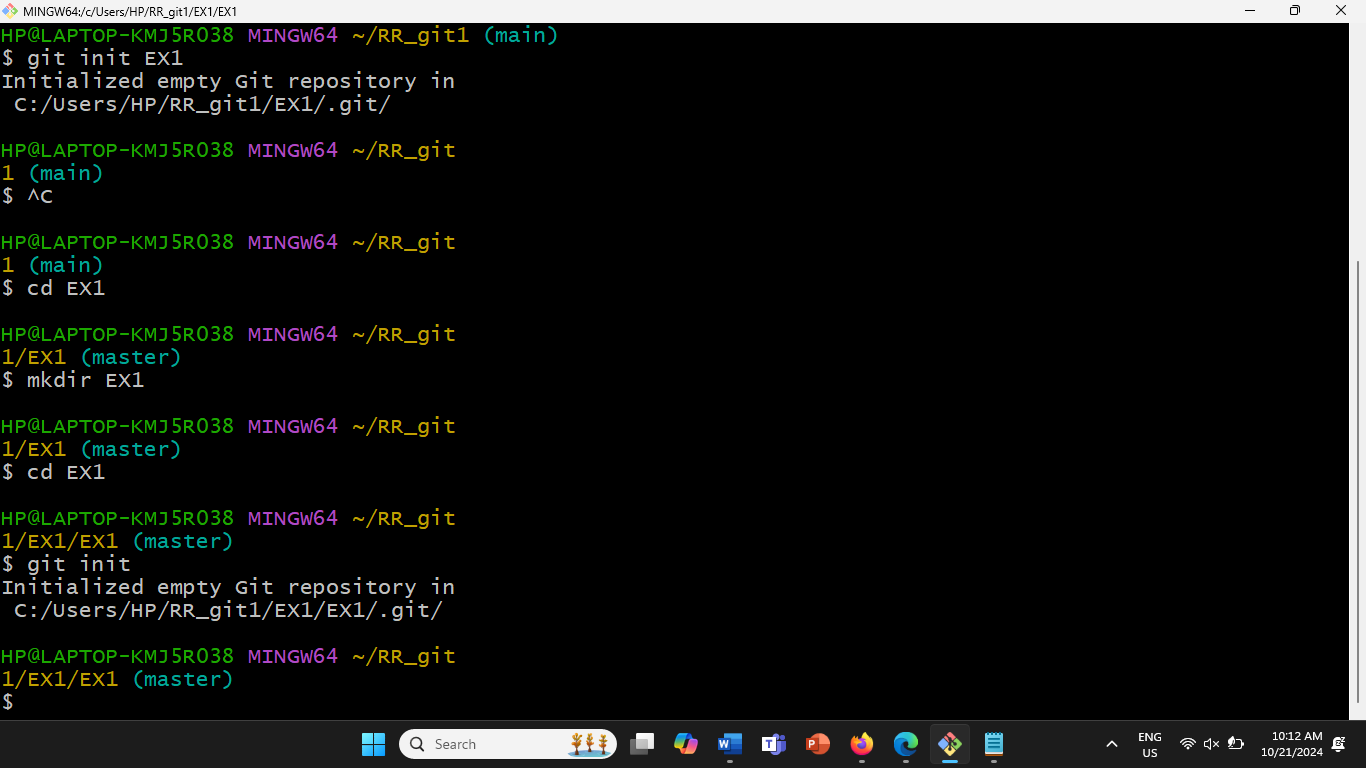 MINGW64:/c/Users/HP/RR_git1/EX1/EX1
HP@LAPTOP-KMJ5RO38 MINGW64 ~/RR_git1 (main)
$ git init EX1
Initialized empty Git repository in
C:/Users/HP/RR_git1/EX1/.git/
HP@LAPTOP-KMJ5RO38 MINGW64 ~/RR_git
1 (main)
$ ^C
HP@LAPTOP-KMJ5RO38 MINGW64 ~/RR_git
1 (main)
$ cd EX1
HP@LAPTOP-KMJ5RO38 MINGW64 ~/RR_git
1/EX1 (master)
$ mkdir EX1
HP@LAPTOP-KMJ5RO38 MINGW64 ~/RR_git
1/EX1 (master)
$ cd EX1
HP@LAPTOP-KMJ5RO38 MINGW64 ~/RR_git
1/EX1/EX1 (master)
$ git init
Initialized empty Git repository in
C:/Users/HP/RR_git1/EX1/EX1/.git/
HP@LAPTOP-KMJ5RO38 MINGW64 ~/RR_git
1/EX1/EX1 (master)
$
Search
ENG
US
10:12 AM
10/21/2024